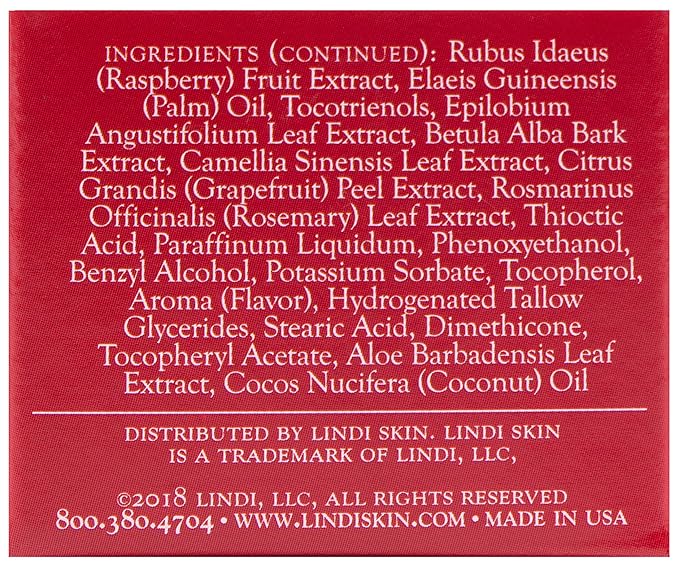 INGREDIENTS (CONTINUED): Rubus Idaeus
(Raspberry) Fruit Extract, Elaeis Guineensis
(Palm) Oil, Tocotrienols, Epilobium
Angustifolium Leaf Extract, Betula Alba Bark
Extract, Camellia Sinensis Leaf Extract, Citrus
Grandis (Grapefruit) Peel Extract, Rosmarinus
Officinalis (Rosemary) Leaf Extract, Thioctic
Acid, Paraffinum Liquidum, Phenoxyethanol,
Benzyl Alcohol, Potassium Sorbate, Tocopherol,
Aroma (Flavor), Hydrogenated Tallow
Glycerides, Stearic Acid, Dimethicone,
Tocopheryl Acetate, Aloe Barbadensis Leaf
Extract, Cocos Nucifera (Coconut) Oil
DISTRIBUTED BY LINDI SKIN. LINDI SKIN
IS A TRADEMARK OF LINDI, LLC,
©2018 LINDI, LLC, ALL RIGHTS RESERVED
800.380.4704 • WWW.LINDISKIN.COM • MADE IN USA